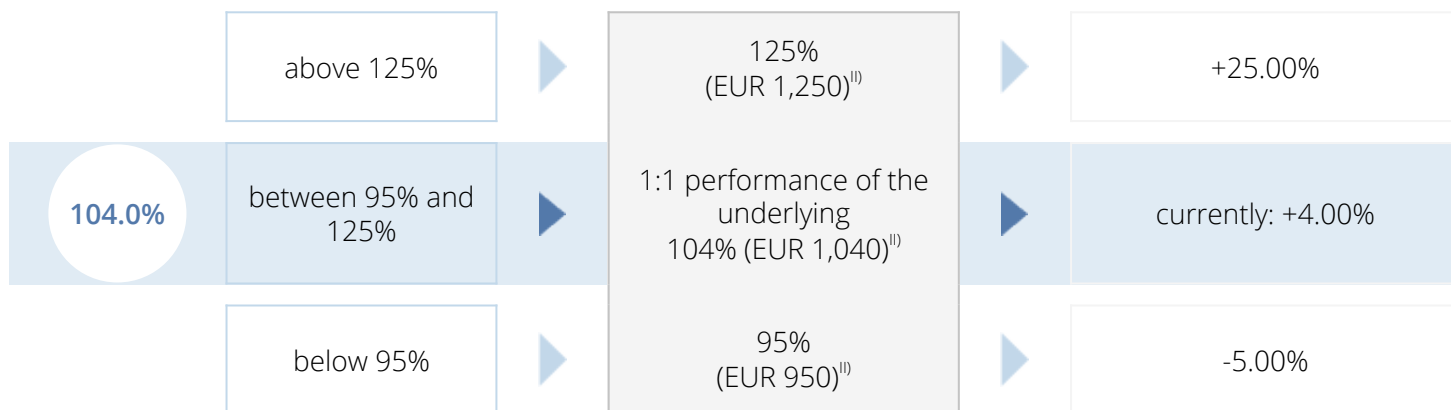 above 125%
125%
(EUR 1,250)II)
+25.00%
104.0%
between 95% and
125%
1:1 performance of the
underlying
104% (EUR 1,040)II)
currently: +4.00%
below 95%
95%
(EUR 950)II)
-5.00%